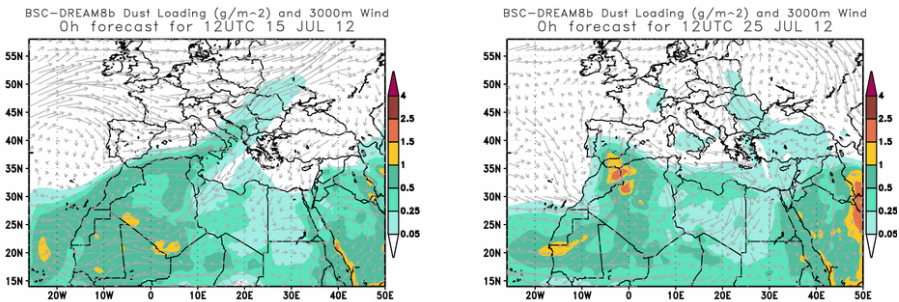 BSC-DREAM8b Dust Loading (g/m^2) and 3000m Wind
0h forecast for 12UTC 15 JUL 12
55N
50N
45N
40N
35N
30N
25N
20N
15N
20W 10W 0 10E 20E 30E 40E 50E
4
2.5
1.5
1
0.5
0.25
0.05
BSC-DREAM8b Dust Loading (g/m^2) and 3000m Wind
0h forecast for 12UTC 25 JUL 12
55N
50N
45N
40N
35N
30N
25N
20N
15N
20W 10W 0 10E 20E 30E 40E 50E
4
2.5
1.5
1
0.5
0.25
0.05